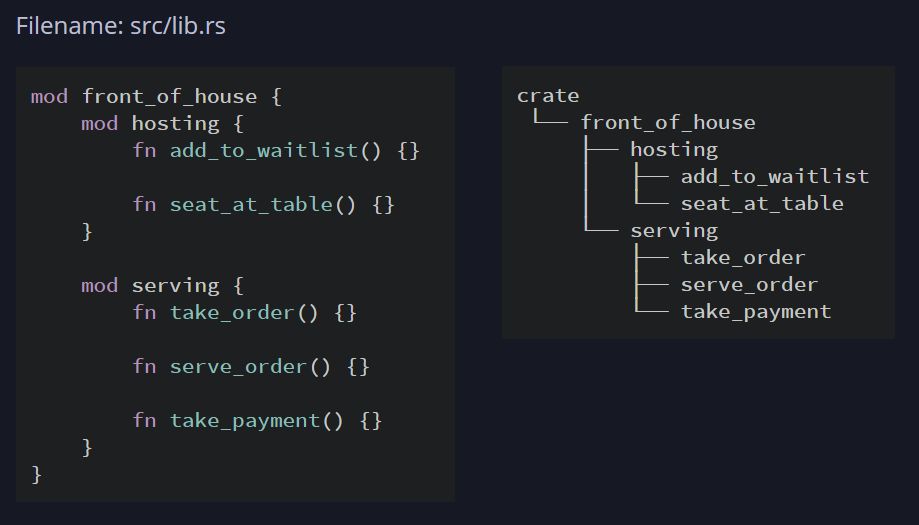 Filename: src/lib.rs
mod front_of_house {
    mod hosting {
        fn add_to_waitlist() {}

        fn seat_at_table() {}
    }

    mod serving {
        fn take_order() {}

        fn serve_order() {}

        fn take_payment() {}
    }
}
crate
 └── front_of_house
     ├── hosting
     │   ├── add_to_waitlist
     │   └── seat_at_table
     └── serving
         ├── take_order
         ├── serve_order
         └── take_payment